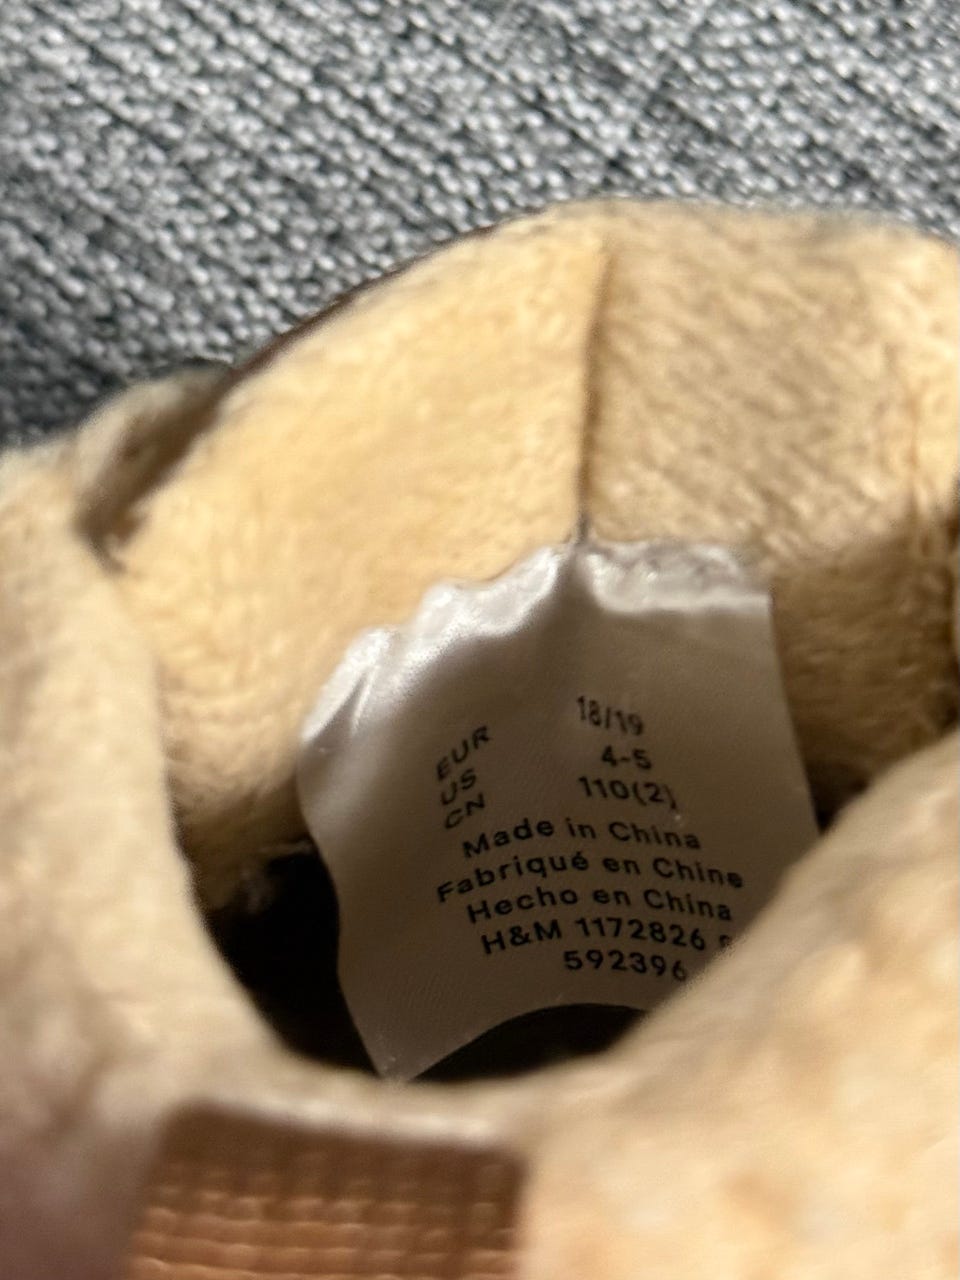 EUR 18/19
US 4-5
CN 110(2)
Made in China
Fabriqué en Chine
Hecho en China
H&M 1172826
592396